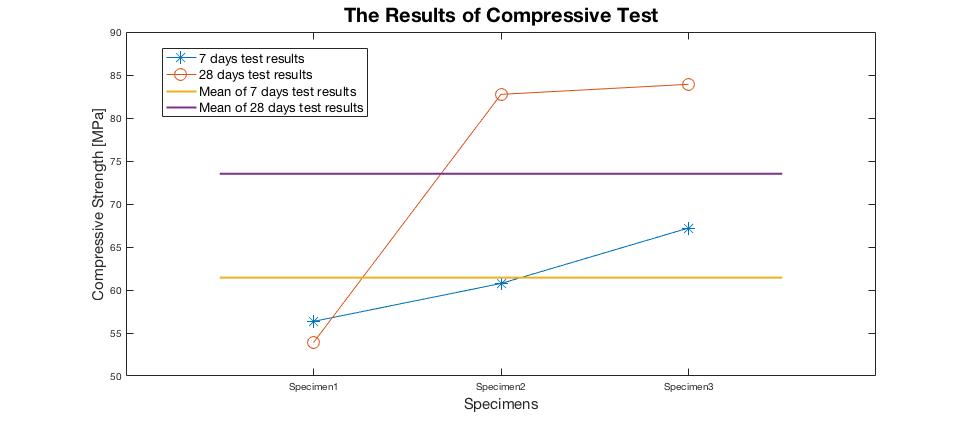 The Results of Compressive Test
90
85
80
75
70
65
60
55
50
Compressive Strength [MPa]
7 days test results
28 days test results
Mean of 7 days test results
Mean of 28 days test results
Specimen1 Specimen2 Specimen3
Specimens